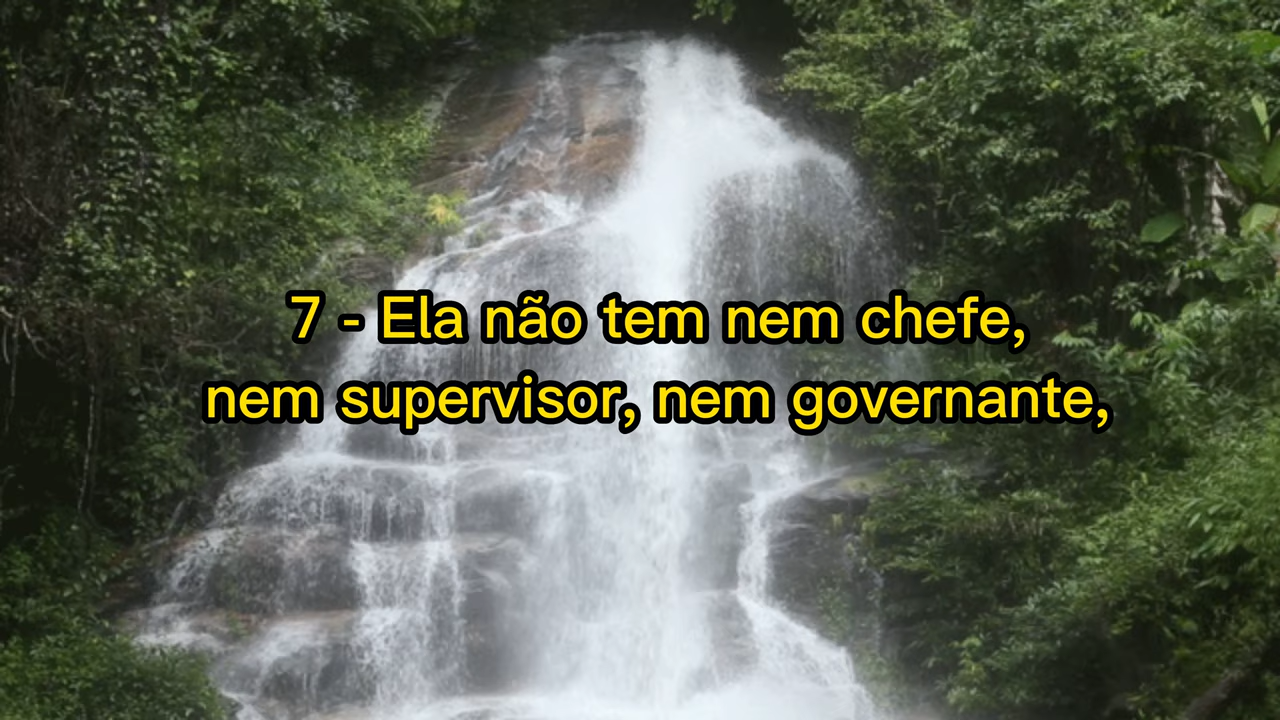 7 - Ela não tem nem chefe,
nem supervisor, nem governante,